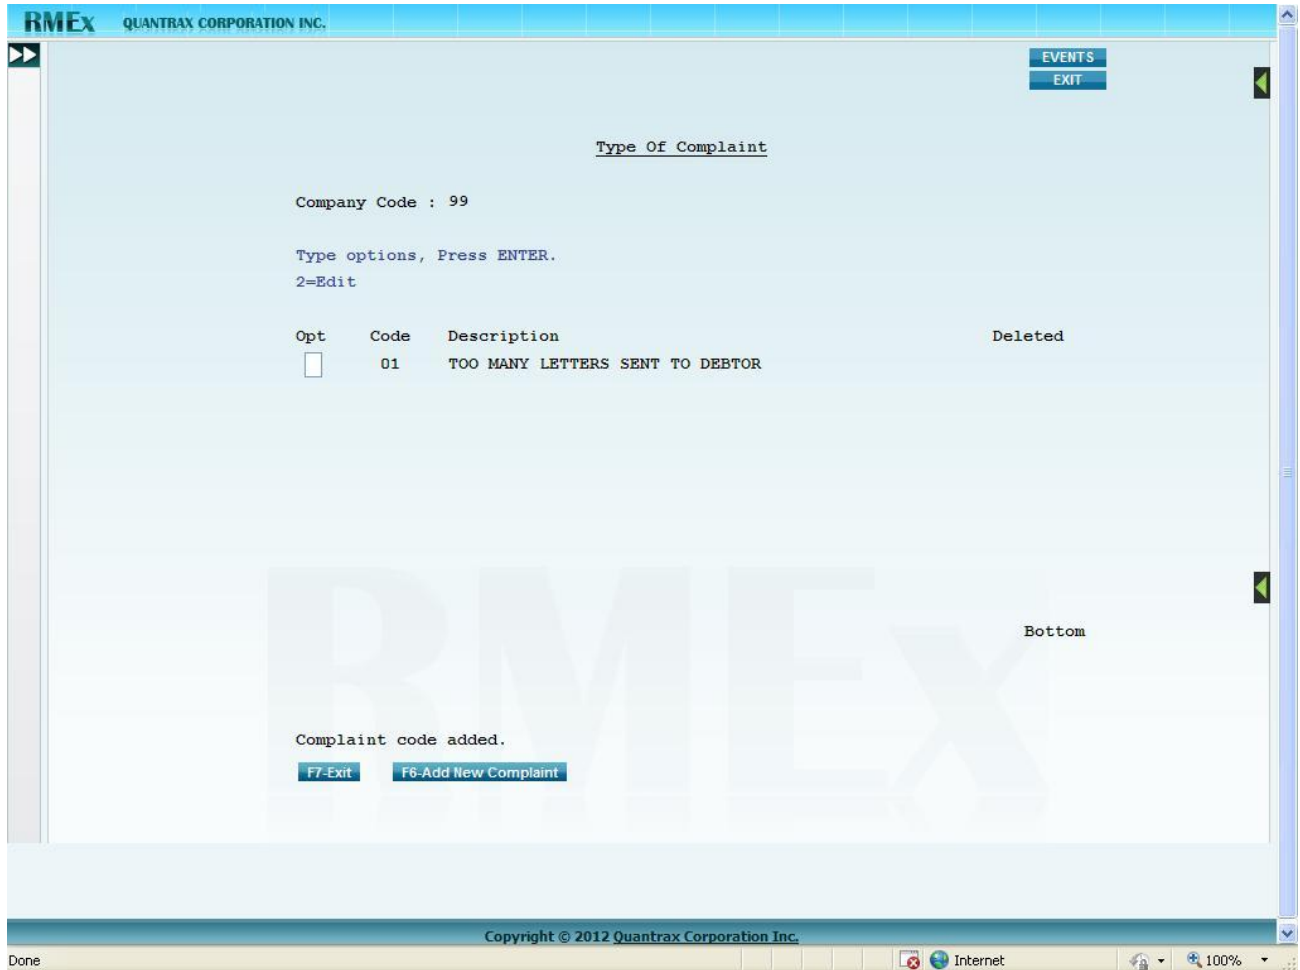 RMEx QUANTRAX CORPORATION INC.
EVENTS
EXIT
Type Of Complaint
Company Code : 99
Type options, Press ENTER.
2=Edit
Opt Code Description Deleted
01 TOO MANY LETTERS SENT TO DEBTOR
RMEx
Bottom
Complaint code added.
F7-Exit F6-Add New Complaint
Copyright © 2012 Quantrax Corporation Inc.
Done Internet 100%